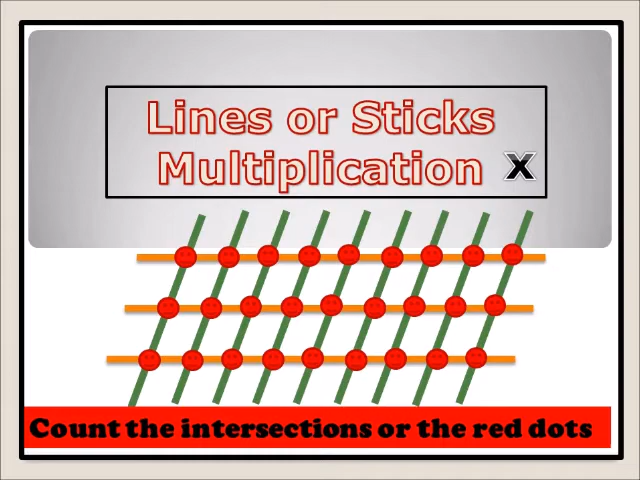 Lines or Sticks
Multiplication x
Count the intersections or the red dots